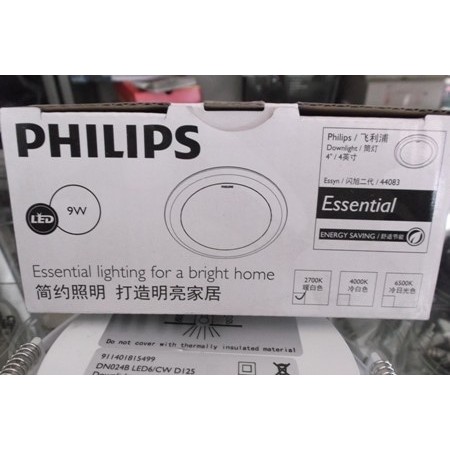 PHILIPS
LED
9W
PHILIPS
Essential lighting for a bright home
简约照明 打造明亮家居
Philips / 飞利浦
Downlight / 筒灯
4" / 4英寸
Essyn / 闪旭二代 / 44083
Essential
ENERGY SAVING / 舒适节能
2700K
暖白色
4000K
冷白色
6500K
冷日光色
Do not cover with thermally insulated material
911401815499
DN024B LED6/CW D125